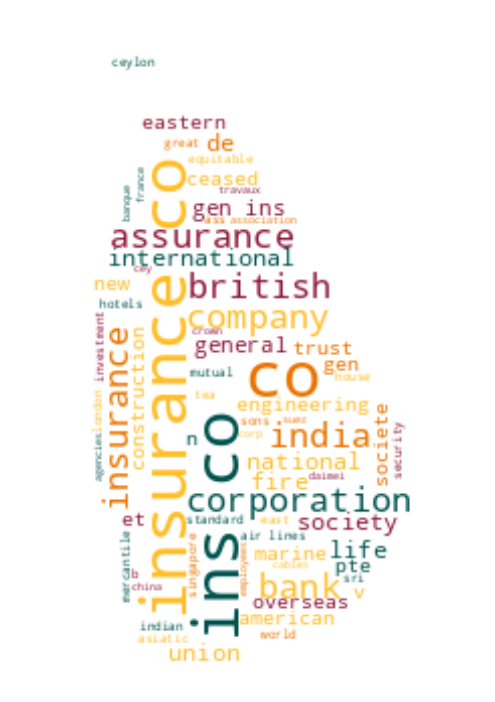 ceylon
eastern
great
de
equitable
ceased
travaux
france
banque
gen ins
ass association
assurance
international
cey
new
british
hotels
company
crown
general
trust
investment
insurance
construction
insurance co
mutual
co
gen
house
tea
engineering
london
agencies
sons
suez
corp
india
n
ins co
societe
security
national
fire
daimei
corporation
et
standard
east
society
air lines
mercantile
singapore
employees
marine
life
cables
pte
sri
b
china
bank
v
overseas
american
indian
asiatic
world
union